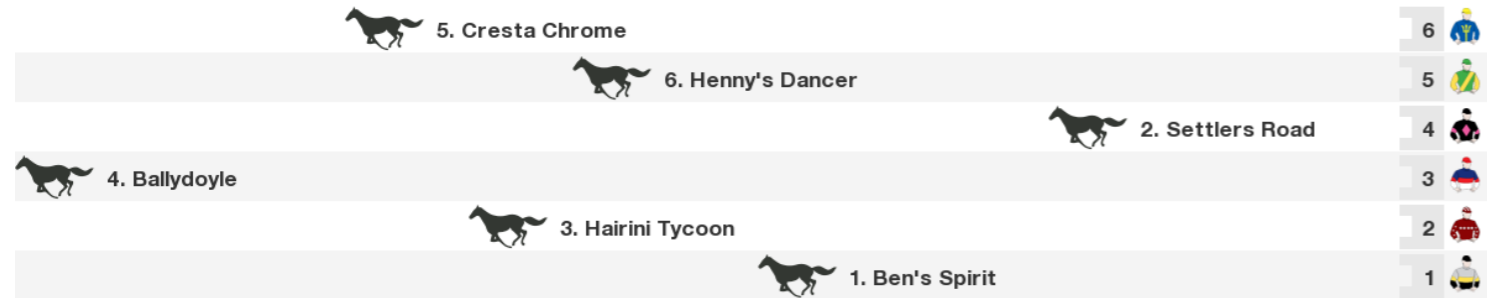 5. Cresta Chrome 6
6. Henny's Dancer 5
2. Settlers Road 4
4. Ballydoyle 3
3. Hairini Tycoon 2
1. Ben's Spirit 1